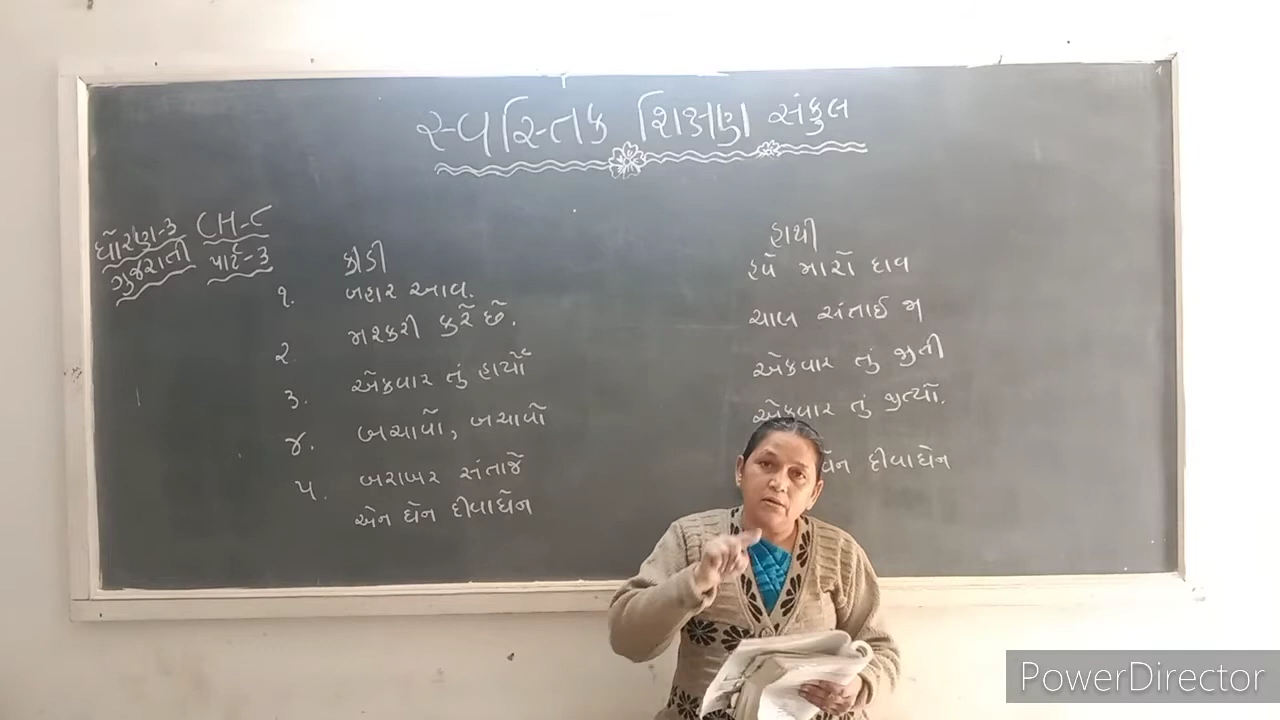 સ્વસ્તિક શિક્ષણ સંકુલ
ધોરણ-૩ CH-૮
ગુજરાતી પાર્ટ-૩
કીડી
૧. બહાર આવ.
૨. મશ્કરી કરે છે.
૩. એકવાર તું હાર્યો
૪. બચાવો, બચાવો
૫. બરાબર સંતાજે
એન ઘેન દીવાઘેન
હાથી
હવે મારો દાવ
ચાલ સંતાઈ જા
એકવાર તું જીતી
એકવાર તું જીત્યો.
ઘેન દીવાઘેન
PowerDirector